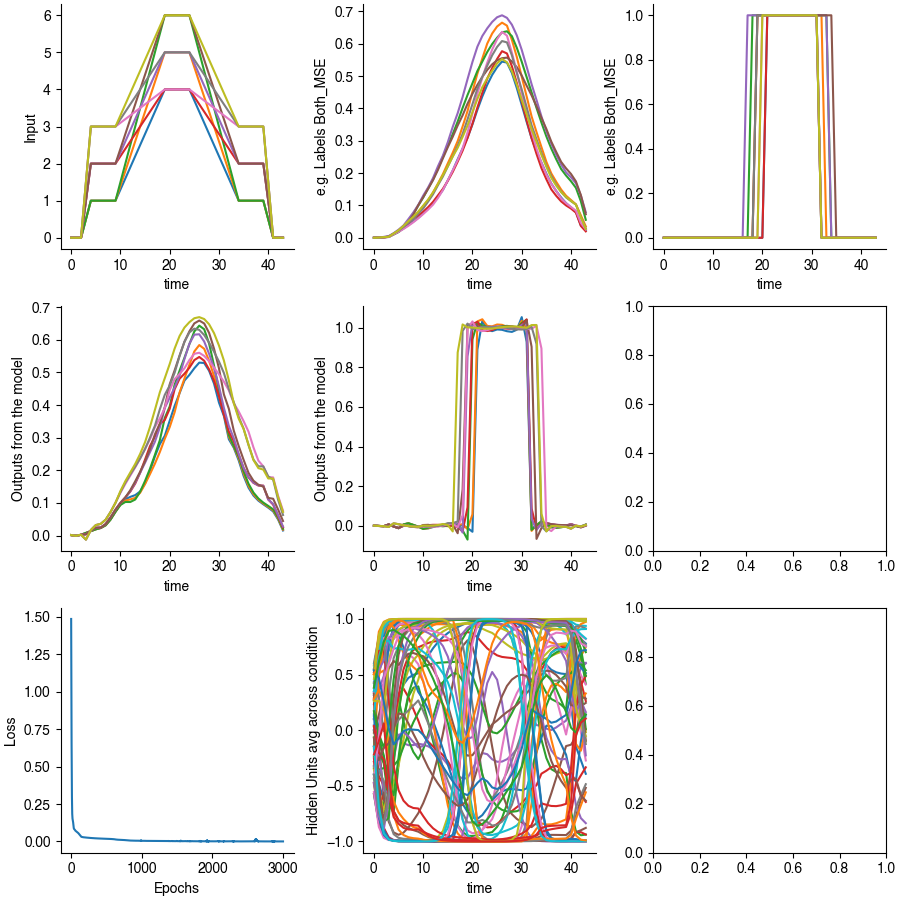 6
5
4
3
2
1
0
Input
0 10 20 30 40
time
0.7
0.6
0.5
0.4
0.3
0.2
0.1
0.0
e.g. Labels Both_MSE
0 10 20 30 40
time
1.0
0.8
0.6
0.4
0.2
0.0
e.g. Labels Both_MSE
0 20 40
time
0.7
0.6
0.5
0.4
0.3
0.2
0.1
0.0
Outputs from the model
0 10 20 30 40
time
1.0
0.8
0.6
0.4
0.2
0.0
Outputs from the model
0 10 20 30 40
time
1.0
0.8
0.6
0.4
0.2
0.0
0.0 0.2 0.4 0.6 0.8 1.0
1.50
1.25
1.00
0.75
0.50
0.25
0.00
Loss
0 1000 2000 3000
Epochs
1.0
0.5
0.0
−0.5
−1.0
Hidden Units avg across condition
0 10 20 30 40
time
1.0
0.8
0.6
0.4
0.2
0.0
0.0 0.2 0.4 0.6 0.8 1.0